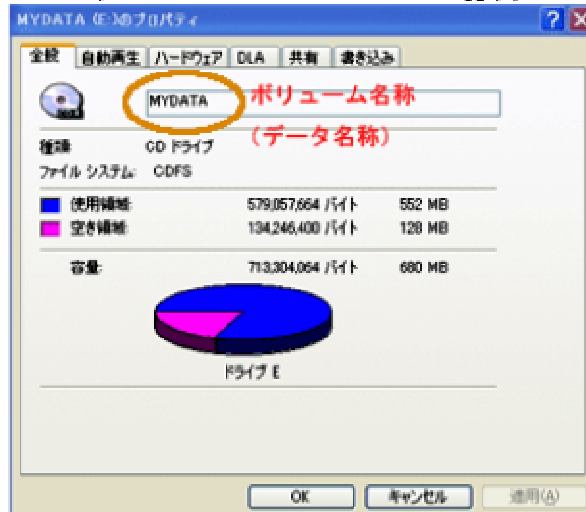 MYDATA (E:)のプロパティ
全般 自動再生 ハードウェア DLA 共有 書き込み
MYDATA ボリューム名称
(データ名称)
種類: CD ドライブ
ファイル システム: CDFS
使用領域: 579,057,664 バイト 552 MB
空き領域: 134,246,400 バイト 128 MB
容量: 713,304,064 バイト 680 MB
ドライブ E
OK キャンセル 適用(A)